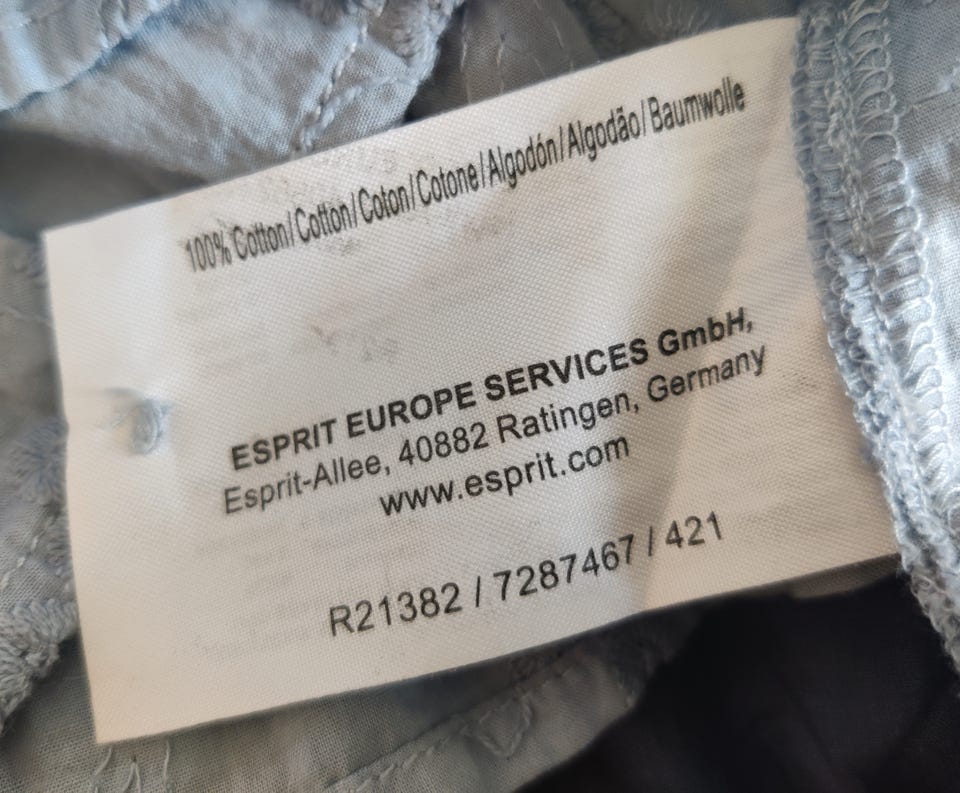 100% Cotton/Cotton/Coton/Cotone/Algodón/Algodão/Baumwolle
ESPRIT EUROPE SERVICES GmbH,
Esprit-Allee, 40882 Ratingen, Germany
www.esprit.com
R21382 / 7287467 / 421